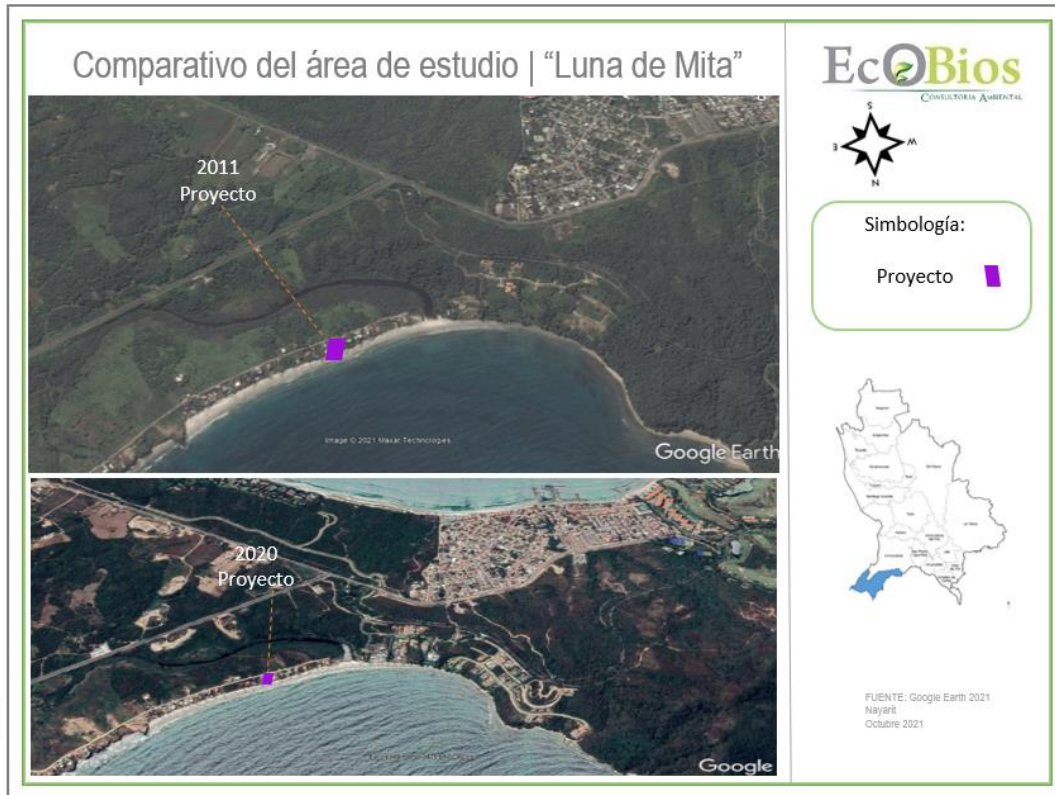 Comparativo del área de estudio | “Luna de Mita”
2011
Proyecto
Image © 2021 Maxar Technologies
Google Earth
2020
Proyecto
Google
EcoBios
CONSULTORIA AMBIENTAL
S
E
W
N
Simbología:
Proyecto
FUENTE: Google Earth 2021
Nayarit
Octubre 2021